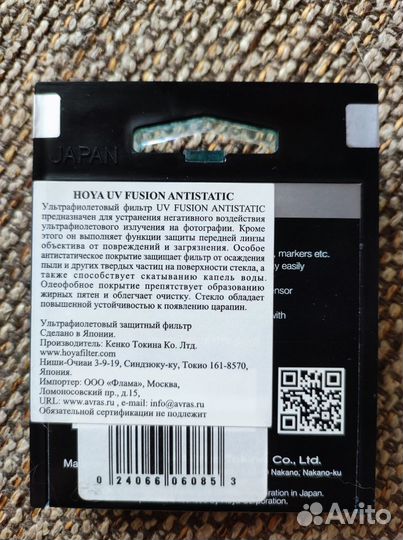 JAPAN
HOYA UV FUSION ANTISTATIC
Ультрафиолетовый фильтр UV FUSION ANTISTATIC
предназначен для устранения негативного воздействия
ультрафиолетового излучения на фотографии. Кроме
этого он выполняет функции защиты передней линзы
объектива от повреждений и загрязнения. Особое
антистатическое покрытие защищает фильтр от осаждения
пыли и других твердых частиц на поверхности стекла, а
также способствует скатыванию капель воды.
Олеофобное покрытие препятствует образованию
жирных пятен и облегчает очистку. Стекло обладает
повышенной устойчивостью к появлению царапин.
Ультрафиолетовый защитный фильтр
Сделано в Японии.
Производитель: Кенко Токина Ко. Лтд.
www.hoyafilter.com
Ниши-Очиаи 3-9-19, Синдзюку-ку, Токио 161-8570,
Япония.
Импортер: ООО «Флама», Москва,
Ломоносовский пр., д.15,
URL: www.avras.ru , e-mail: info@avras.ru
Обязательной сертификации не подлежит
, markers etc.
easily
nsor
with
Ma
Co., Ltd.
Nakano, Nakano-ku
0 24066 06085 3
registration in Japan.
Corporation.
Avito